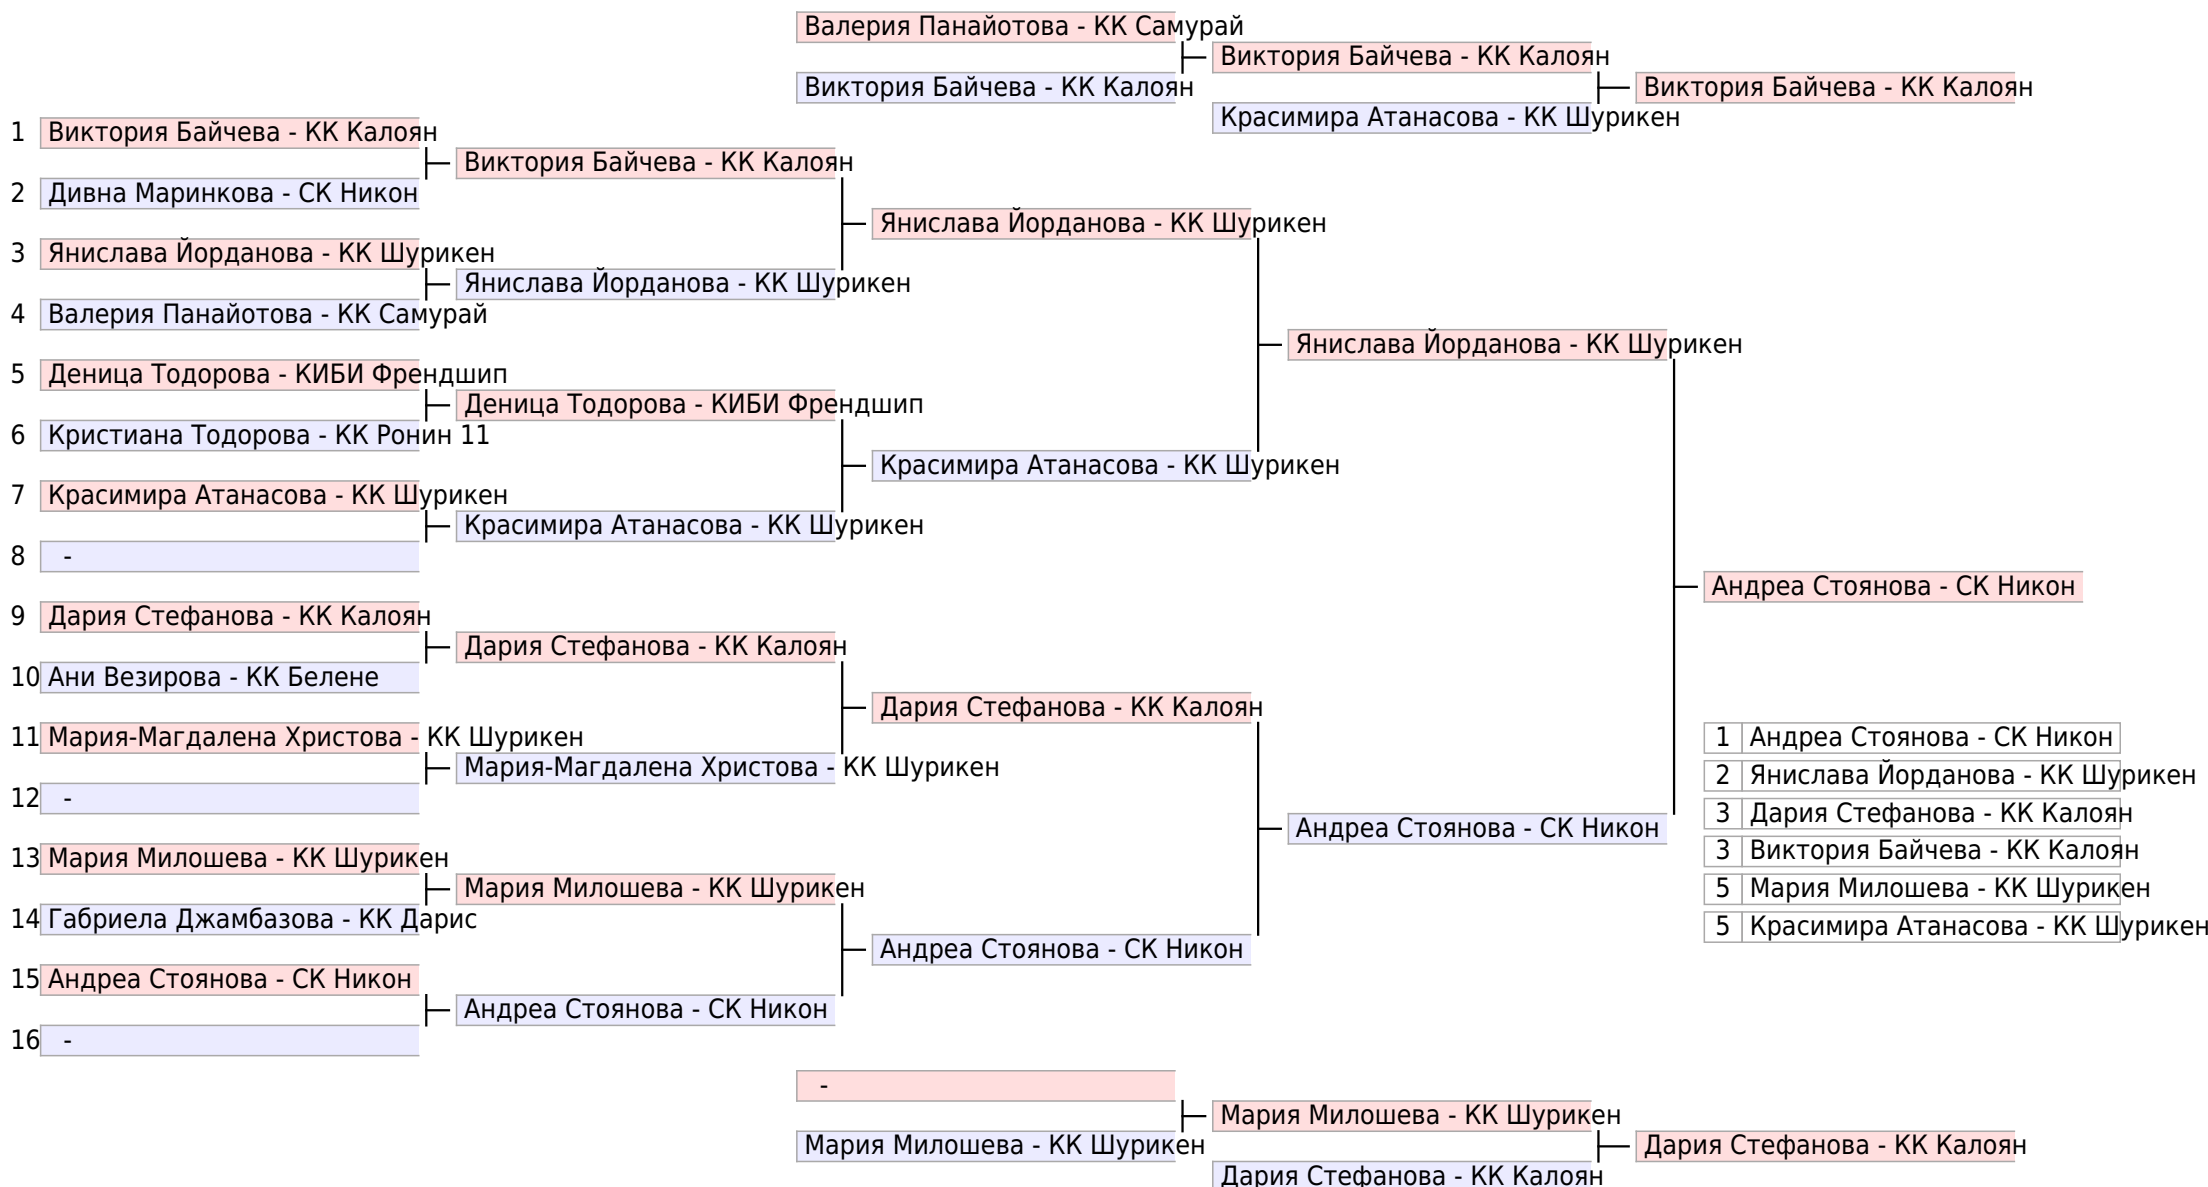 Валерия Панайотова - КК Самурай
Виктория Байчева - КК Калоян
Виктория Байчева - КК Калоян
Красимира Атанасова - КК Шурикен
Виктория Байчева - КК Калоян
1 Виктория Байчева - КК Калоян
2 Дивна Маринкова - СК Никон
3 Янислава Йорданова - КК Шурикен
4 Валерия Панайотова - КК Самурай
5 Деница Тодорова - КИБИ Френдшип
6 Кристиана Тодорова - КК Ронин 11
7 Красимира Атанасова - КК Шурикен
8 -
9 Дария Стефанова - КК Калоян
10 Ани Везирова - КК Белене
11 Мария-Магдалена Христова - КК Шурикен
12 -
13 Мария Милошева - КК Шурикен
14 Габриела Джамбазова - КК Дарис
15 Андреа Стоянова - СК Никон
16 -
Виктория Байчева - КК Калоян
Янислава Йорданова - КК Шурикен
Деница Тодорова - КИБИ Френдшип
Красимира Атанасова - КК Шурикен
Дария Стефанова - КК Калоян
Мария-Магдалена Христова - КК Шурикен
Мария Милошева - КК Шурикен
Андреа Стоянова - СК Никон
Янислава Йорданова - КК Шурикен
Красимира Атанасова - КК Шурикен
Дария Стефанова - КК Калоян
Андреа Стоянова - СК Никон
Янислава Йорданова - КК Шурикен
Андреа Стоянова - СК Никон
Андреа Стоянова - СК Никон
1 Андреа Стоянова - СК Никон
2 Янислава Йорданова - КК Шурикен
3 Дария Стефанова - КК Калоян
3 Виктория Байчева - КК Калоян
5 Мария Милошева - КК Шурикен
5 Красимира Атанасова - КК Шурикен
-
Мария Милошева - КК Шурикен
Мария Милошева - КК Шурикен
Дария Стефанова - КК Калоян
Дария Стефанова - КК Калоян